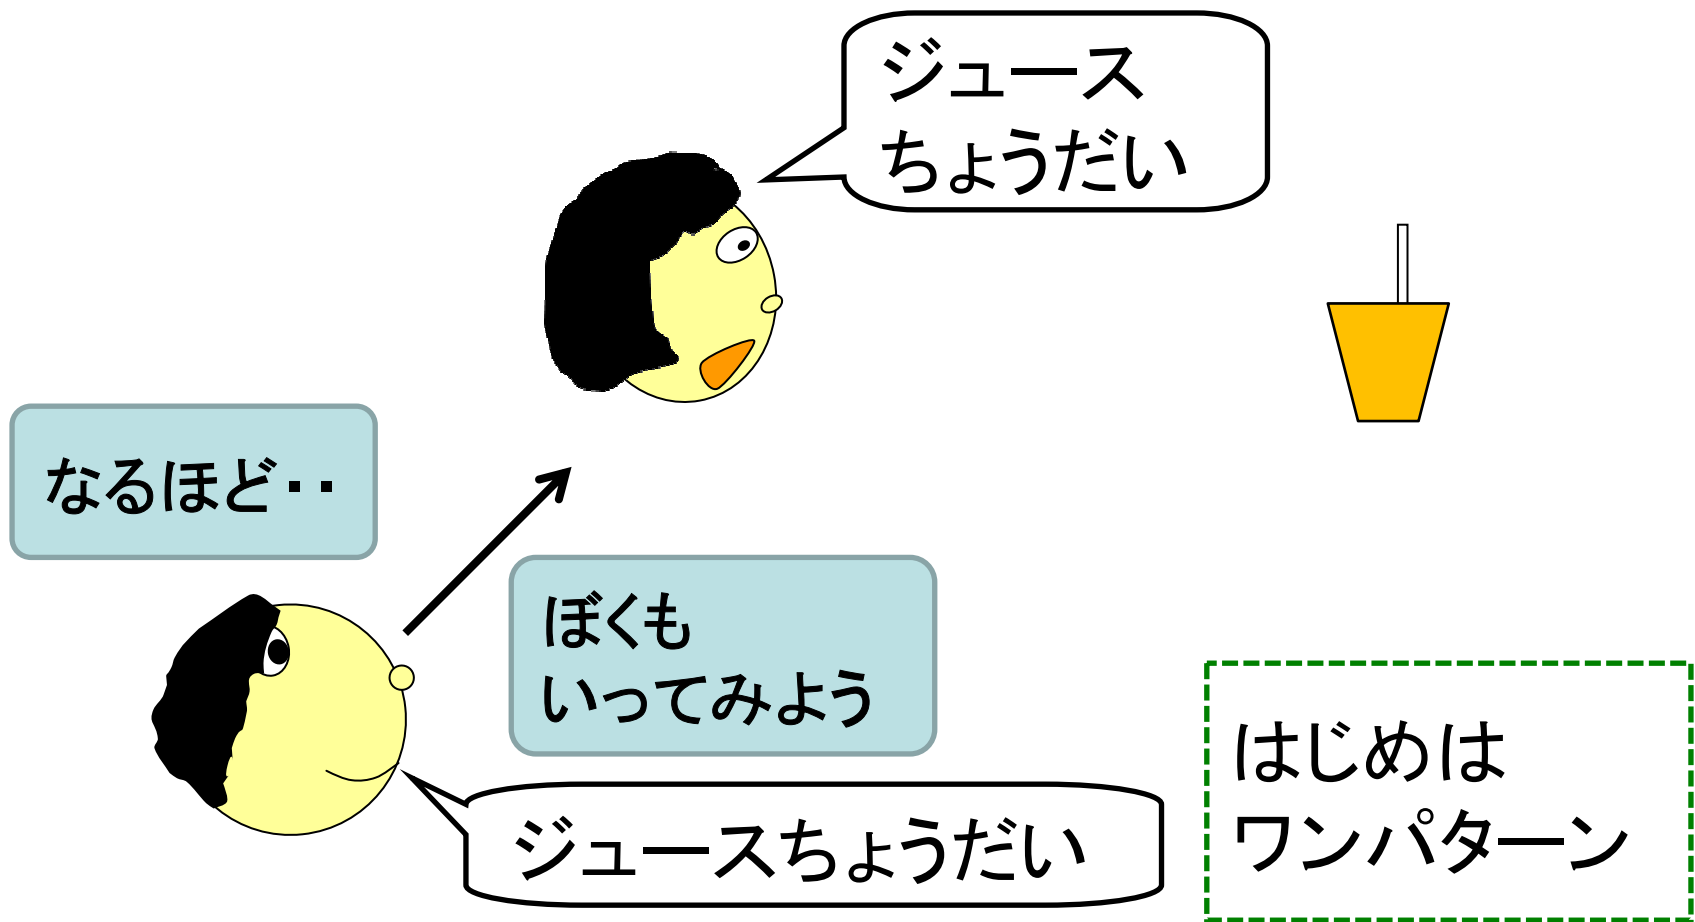 ジュース
ちょうだい
なるほど・・
ぼくも
いってみよう
ジュースちょうだい
はじめは
ワンパターン